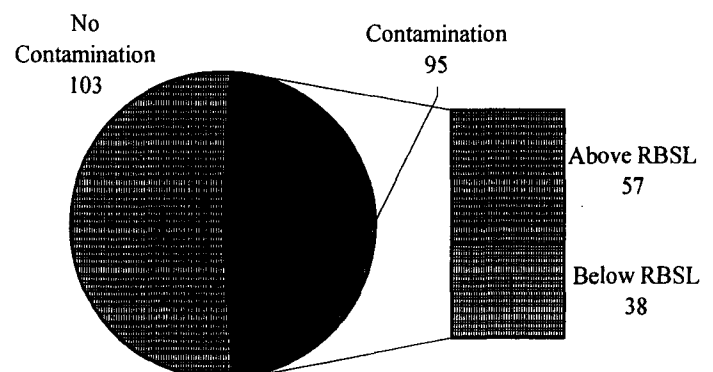 No
Contamination
103
Contamination
95
Above RBSL
57
Below RBSL
38